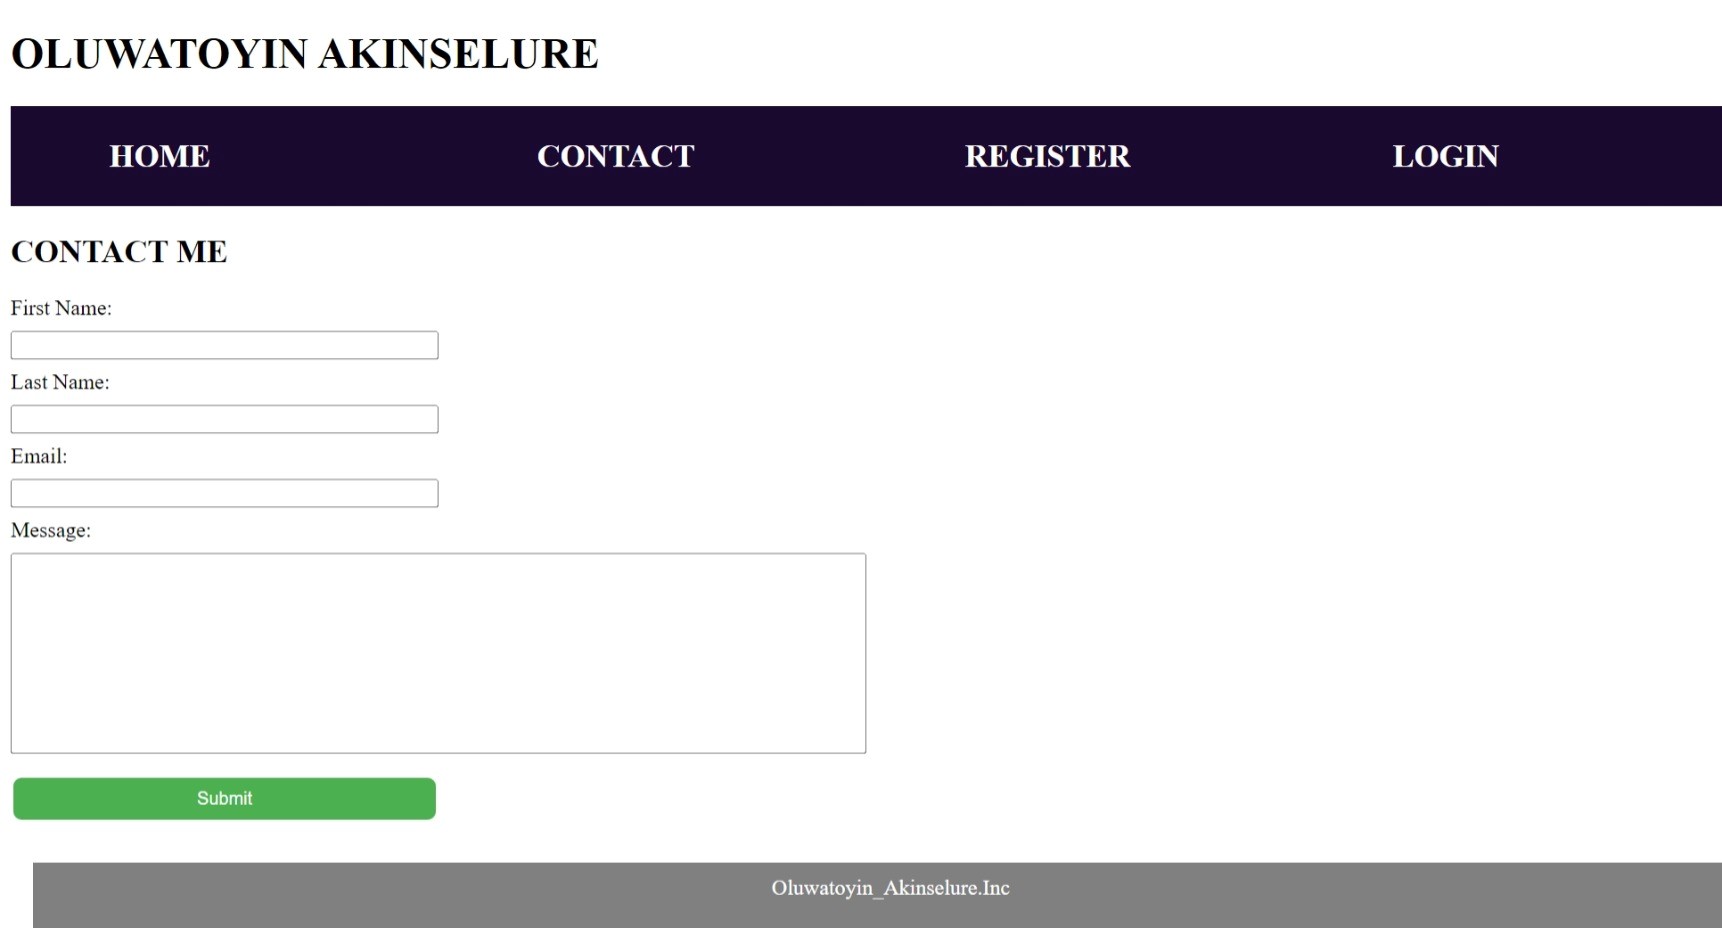 OLUWATOYIN AKINSELURE
HOME CONTACT REGISTER LOGIN
CONTACT ME
First Name:
Last Name:
Email:
Message:
Submit
Oluwatoyin_Akinselure.Inc